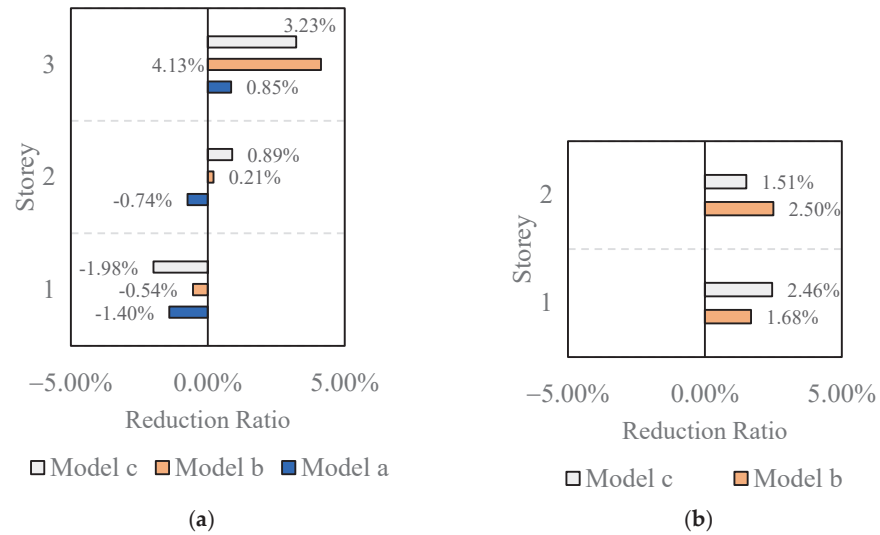 3.23%
3
4.13%
0.85%
0.89%
2
0.21%
-0.74%
Storey
-1.98%
1
-0.54%
-1.40%
−5.00% 0.00% 5.00%
Reduction Ratio
Model c Model b Model a
(a)
1.51%
2
2.50%
Storey
2.46%
1
1.68%
−5.00% 0.00% 5.00%
Reduction Ratio
Model c Model b
(b)